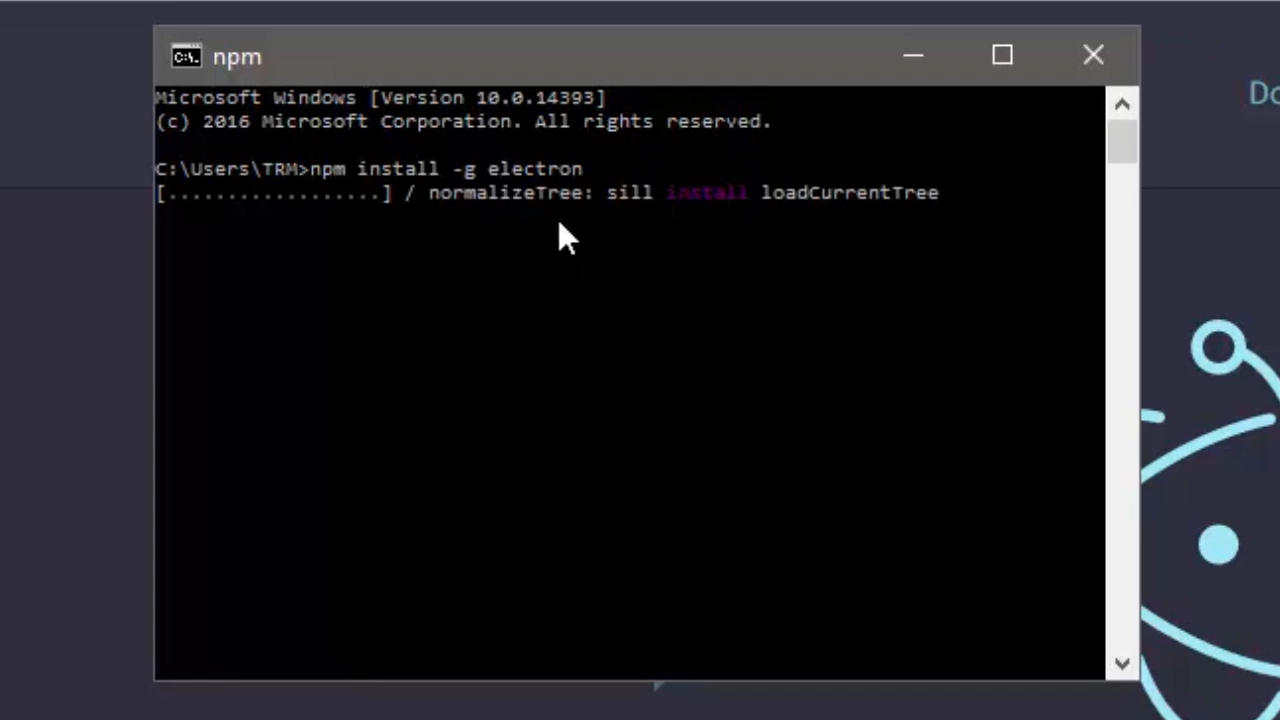 npm
Microsoft Windows [Version 10.0.14393]
(c) 2016 Microsoft Corporation. All rights reserved.
C:\Users\TRM>npm install -g electron
[..................] / normalizeTree: sill install loadCurrentTree